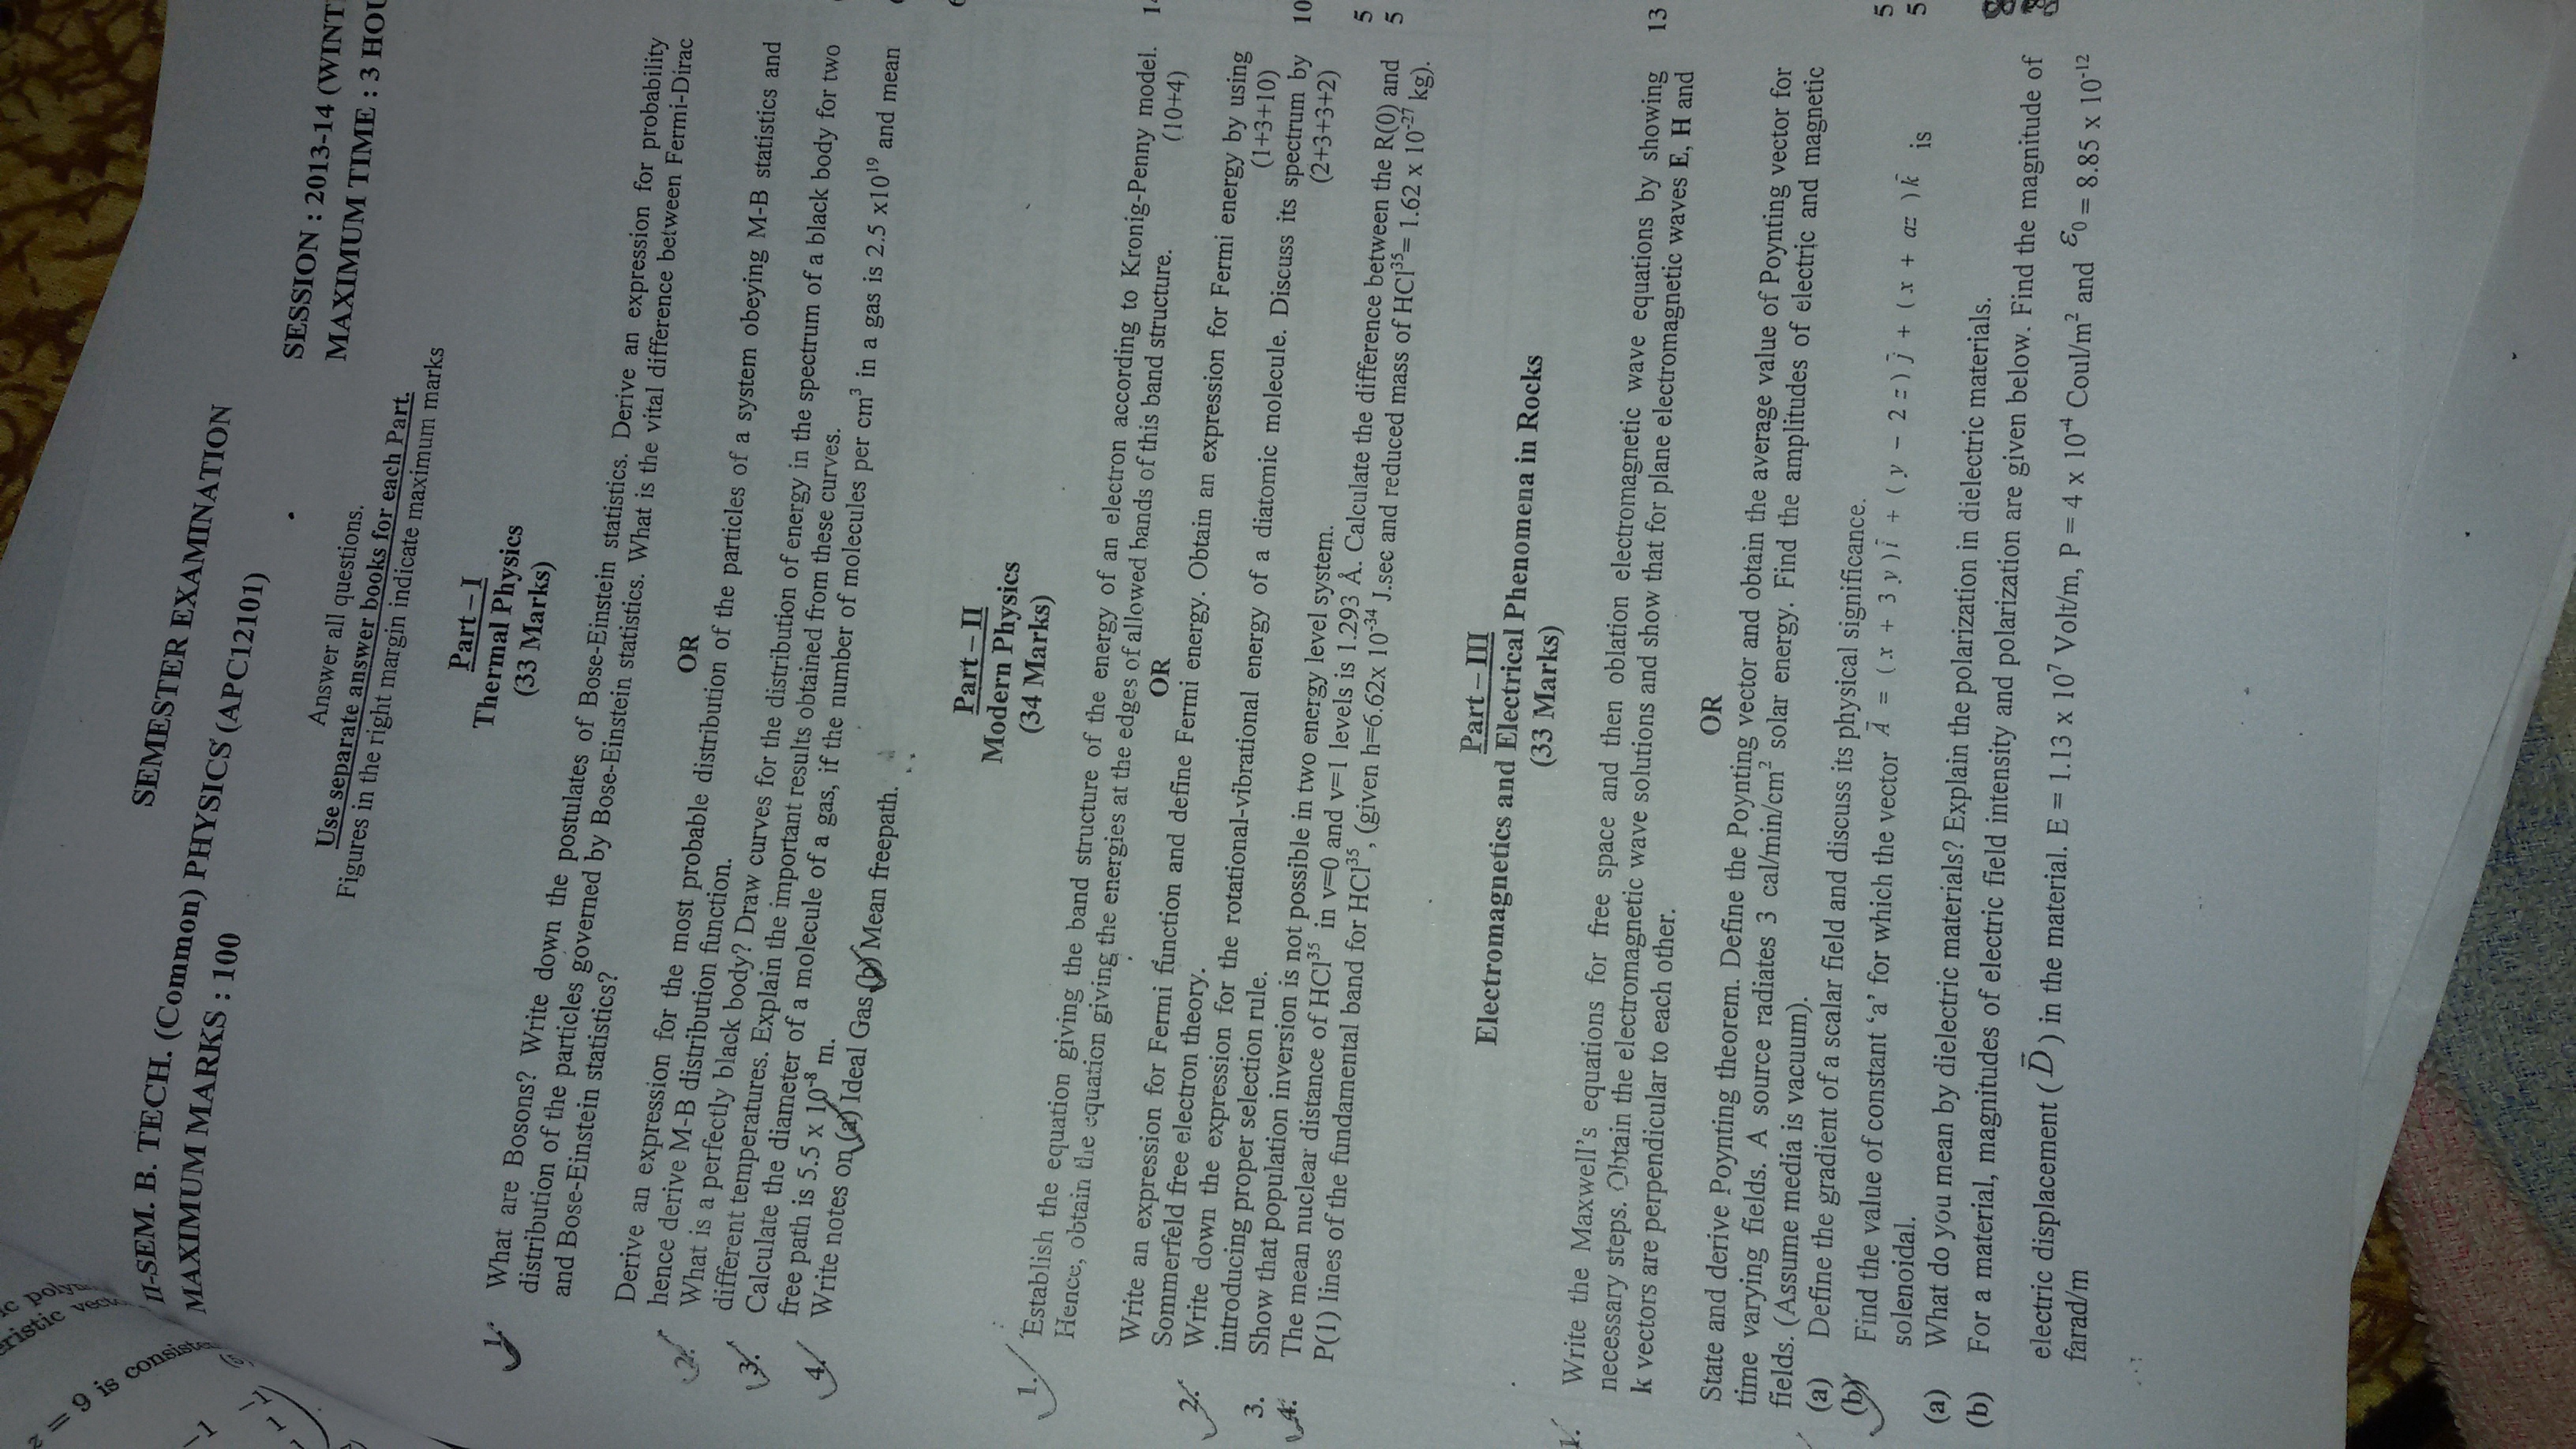 z = 9 is consiste
SEMESTER EXAMINATION
II-SEM. B. TECH. (Common) PHYSICS (APC12101)
MAXIMUM MARKS : 100
SESSION : 2013-14 (WINT
MAXIMUM TIME : 3 HOU
Answer all questions.
Use separate answer books for each Part.
Figures in the right margin indicate maximum marks
Part – I
Thermal Physics
(33 Marks)
1. What are Bosons? Write down the postulates of Bose-Einstein statistics. Derive an expression for probability
distribution of the particles governed by Bose-Einstein statistics. What is the vital difference between Fermi-Dirac
and Bose-Einstein statistics?
OR
Derive an expression for the most probable distribution of the particles of a system obeying M-B statistics and
hence derive M-B distribution function.
2. What is a perfectly black body? Draw curves for the distribution of energy in the spectrum of a black body for two
different temperatures. Explain the important results obtained from these curves.
3. Calculate the diameter of a molecule of a gas, if the number of molecules per cm³ in a gas is 2.5 x10¹⁹ and mean
free path is 5.5 x 10⁻⁸ m.
4. Write notes on (a) Ideal Gas (b) Mean freepath.
Part – II
Modern Physics
(34 Marks)
1. Establish the equation giving the band structure of the energy of an electron according to Kronig-Penny model.
Hence, obtain the equation giving the energies at the edges of allowed bands of this band structure. (10+4)
OR
Write an expression for Fermi function and define Fermi energy. Obtain an expression for Fermi energy by using
Sommerfeld free electron theory. (1+3+10)
2. Write down the expression for the rotational-vibrational energy of a diatomic molecule. Discuss its spectrum by 10
introducing proper selection rule. (2+3+3+2)
3. Show that population inversion is not possible in two energy level system. 5
4. The mean nuclear distance of HCl³⁵ in v=0 and v=1 levels is 1.293 Å. Calculate the difference between the R(0) and 5
P(1) lines of the fundamental band for HCl³⁵, (given h=6.62x 10⁻³⁴ J.sec and reduced mass of HCl³⁵= 1.62 x 10⁻²⁷ kg).
Part – III
Electromagnetics and Electrical Phenomena in Rocks
(33 Marks)
1. Write the Maxwell's equations for free space and then oblation electromagnetic wave equations by showing 13
necessary steps. Obtain the electromagnetic wave solutions and show that for plane electromagnetic waves E, H and
k vectors are perpendicular to each other.
OR
State and derive Poynting theorem. Define the Poynting vector and obtain the average value of Poynting vector for
time varying fields. A source radiates 3 cal/min/cm² solar energy. Find the amplitudes of electric and magnetic
fields. (Assume media is vacuum).
(a) Define the gradient of a scalar field and discuss its physical significance. 5
(b) Find the value of constant 'a' for which the vector Ā = (x + 3y)ī + (y − 2z)j̄ + (x + az)k̄ is 5
solenoidal.
(a) What do you mean by dielectric materials? Explain the polarization in dielectric materials.
(b) For a material, magnitudes of electric field intensity and polarization are given below. Find the magnitude of
electric displacement (D̄) in the material. E = 1.13 x 10⁷ Volt/m, P = 4 x 10⁻⁴ Coul/m² and ε₀ = 8.85 x 10⁻¹²
farad/m